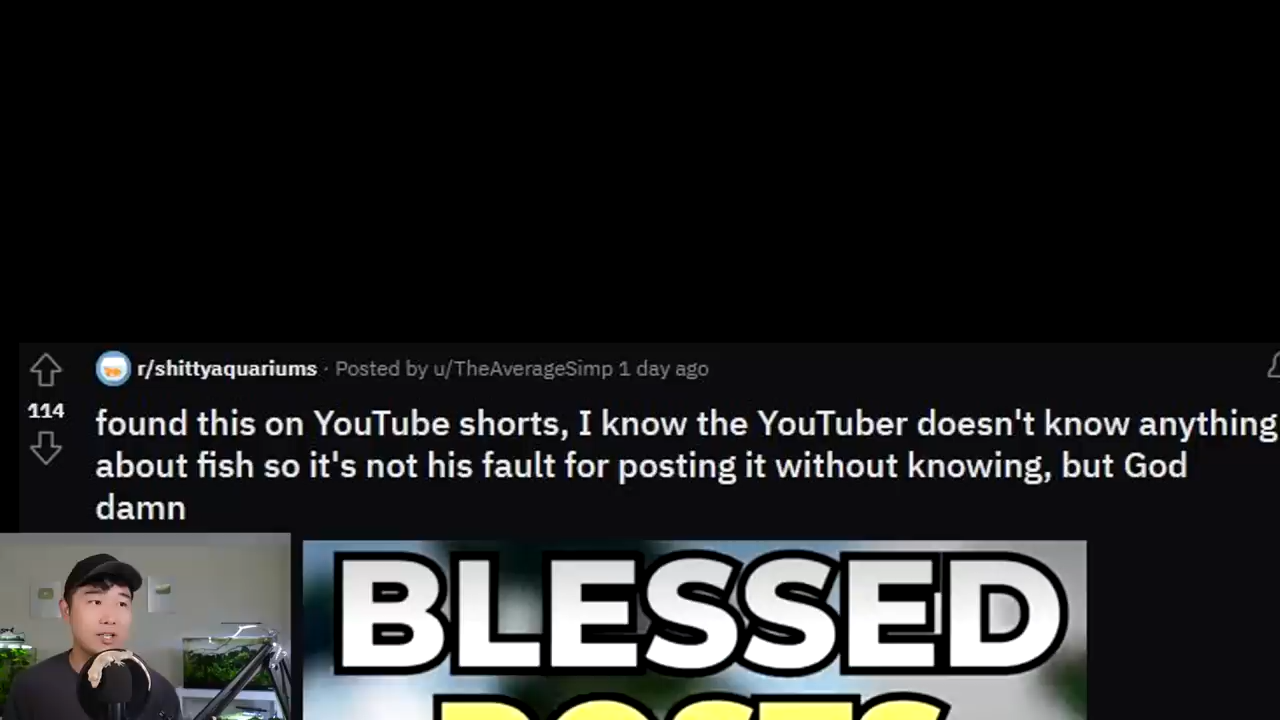 r/shittyaquariums · Posted by u/TheAverageSimp 1 day ago
114
found this on YouTube shorts, I know the YouTuber doesn't know anything
about fish so it's not his fault for posting it without knowing, but God
damn
BLESSED
POSTS